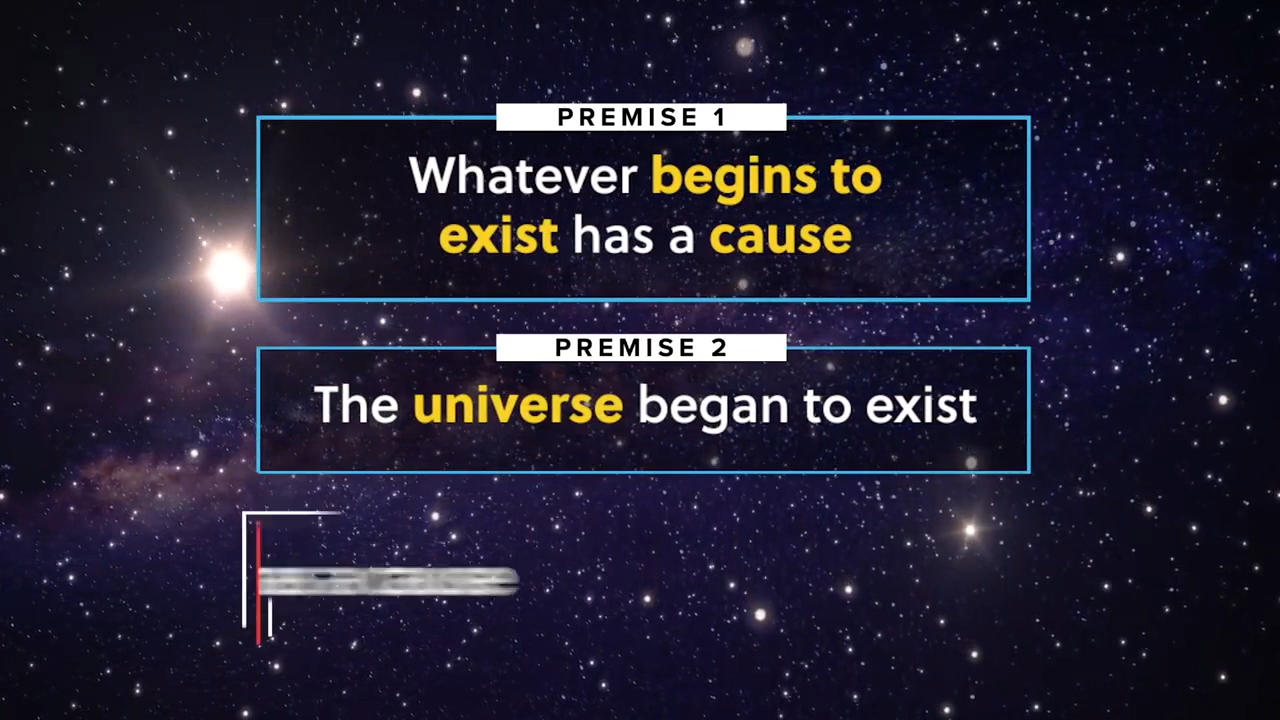 PREMISE 1
Whatever begins to
exist has a cause
PREMISE 2
The universe began to exist